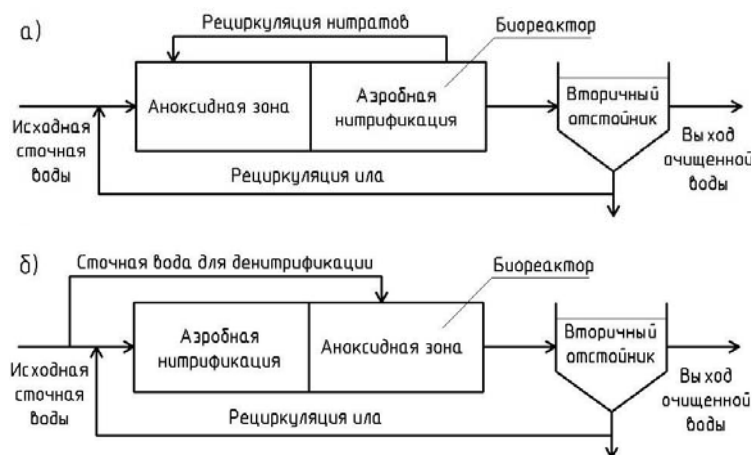 а)
Рециркуляция нитратов
Биореактор
Аноксидная зона
Аэробная
нитрификация
Вторичный
отстойник
Исходная
сточная
воды
Выход
очищенной
воды
Рециркуляция ила
б)
Сточная вода для денитрификации
Биореактор
Аэробная
нитрификация
Аноксидная зона
Вторичный
отстойник
Исходная
сточная
воды
Выход
очищенной
воды
Рециркуляция ила